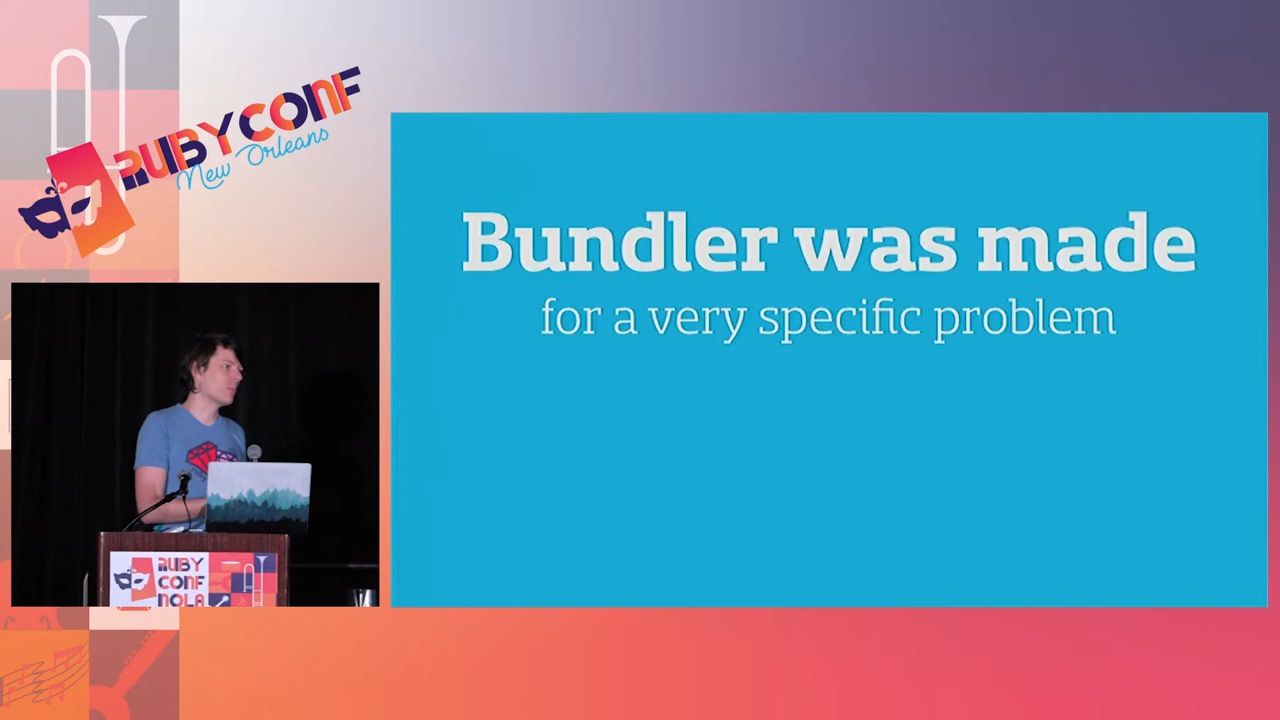 RUBYCONF
New Orleans
Bundler was made
for a very specific problem
RUBY
CONF
NOLA